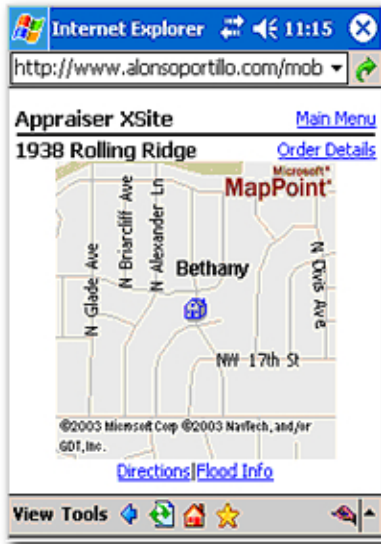 Internet Explorer 11:15
http://www.alonsoportillo.com/mob
Appraiser XSite Main Menu
1938 Rolling Ridge Order Details
Microsoft®
MapPoint®
N Glade Ave
N Briarcliff Ave
N Alexander Ln
Bethany
N Divis Ave
NW 17th St
©2003 Microsoft Corp ©2003 NavTech, and/or
GDT, Inc.
Directions|Flood Info
View Tools